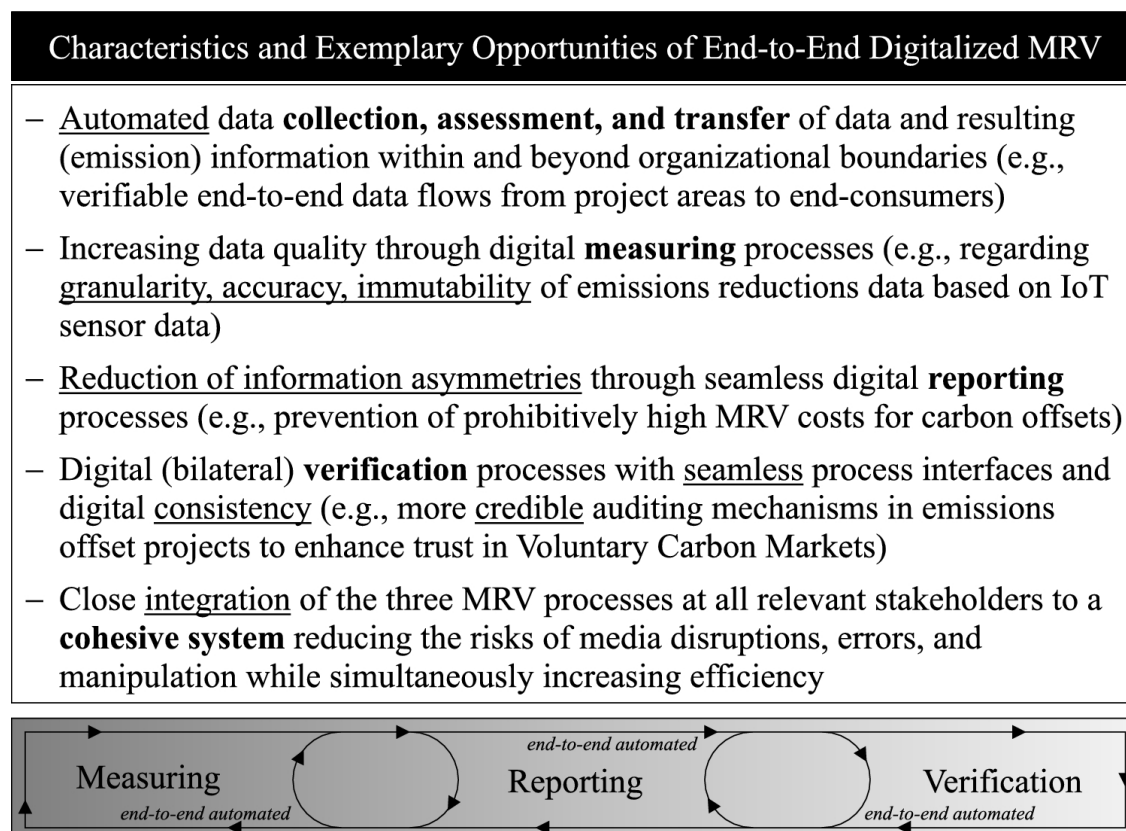 Characteristics and Exemplary Opportunities of End-to-End Digitalized MRV
– Automated data collection, assessment, and transfer of data and resulting
(emission) information within and beyond organizational boundaries (e.g.,
verifiable end-to-end data flows from project areas to end-consumers)
– Increasing data quality through digital measuring processes (e.g., regarding
granularity, accuracy, immutability of emissions reductions data based on IoT
sensor data)
– Reduction of information asymmetries through seamless digital reporting
processes (e.g., prevention of prohibitively high MRV costs for carbon offsets)
– Digital (bilateral) verification processes with seamless process interfaces and
digital consistency (e.g., more credible auditing mechanisms in emissions
offset projects to enhance trust in Voluntary Carbon Markets)
– Close integration of the three MRV processes at all relevant stakeholders to a
cohesive system reducing the risks of media disruptions, errors, and
manipulation while simultaneously increasing efficiency
end-to-end automated
Measuring Reporting Verification
end-to-end automated end-to-end automated